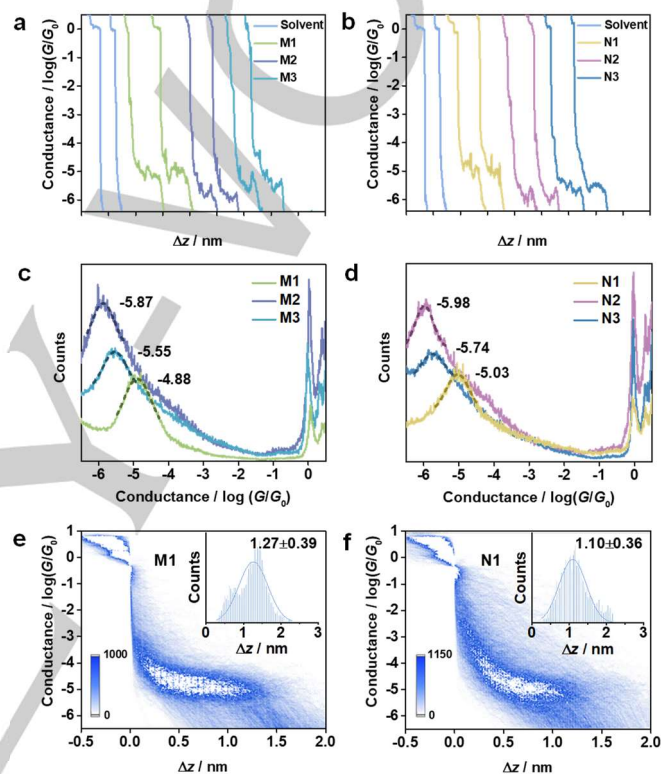 a
Conductance / log(G/G0)
0
-1
-2
-3
-4
-5
-6
Solvent
M1
M2
M3
Δz / nm
b
Conductance / log(G/G0)
0
-1
-2
-3
-4
-5
-6
Solvent
N1
N2
N3
Δz / nm
c
Counts
M1
M2
M3
-5.87
-5.55
-4.88
-6 -5 -4 -3 -2 -1 0
Conductance / log (G/G0)
d
Counts
N1
N2
N3
-5.98
-5.74
-5.03
-6 -5 -4 -3 -2 -1 0
Conductance / log(G/G0)
e
Conductance / log(G/G0)
1
0
-1
-2
-3
-4
-5
-6
M1
1000
0
Counts
1.27±0.39
0 1 2 3
Δz / nm
-0.5 0.0 0.5 1.0 1.5 2.0
Δz / nm
f
Conductance / log(G/G0)
1
0
-1
-2
-3
-4
-5
-6
N1
1150
0
Counts
1.10±0.36
0 1 2 3
Δz / nm
-0.5 0.0 0.5 1.0 1.5 2.0
Δz / nm